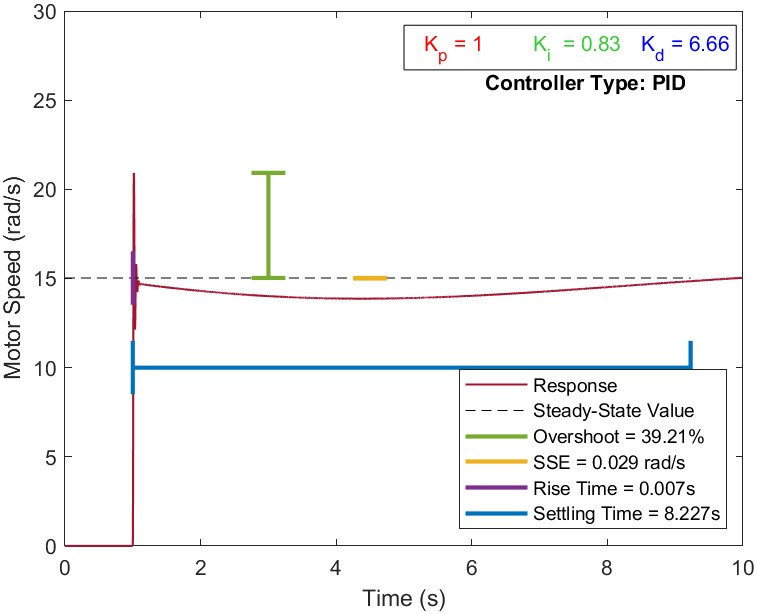 30
K_p = 1 K_i = 0.83 K_d = 6.66
Controller Type: PID
25
20
15
10
5
0
Motor Speed (rad/s)
Response
Steady-State Value
Overshoot = 39.21%
SSE = 0.029 rad/s
Rise Time = 0.007s
Settling Time = 8.227s
0 2 4 6 8 10
Time (s)